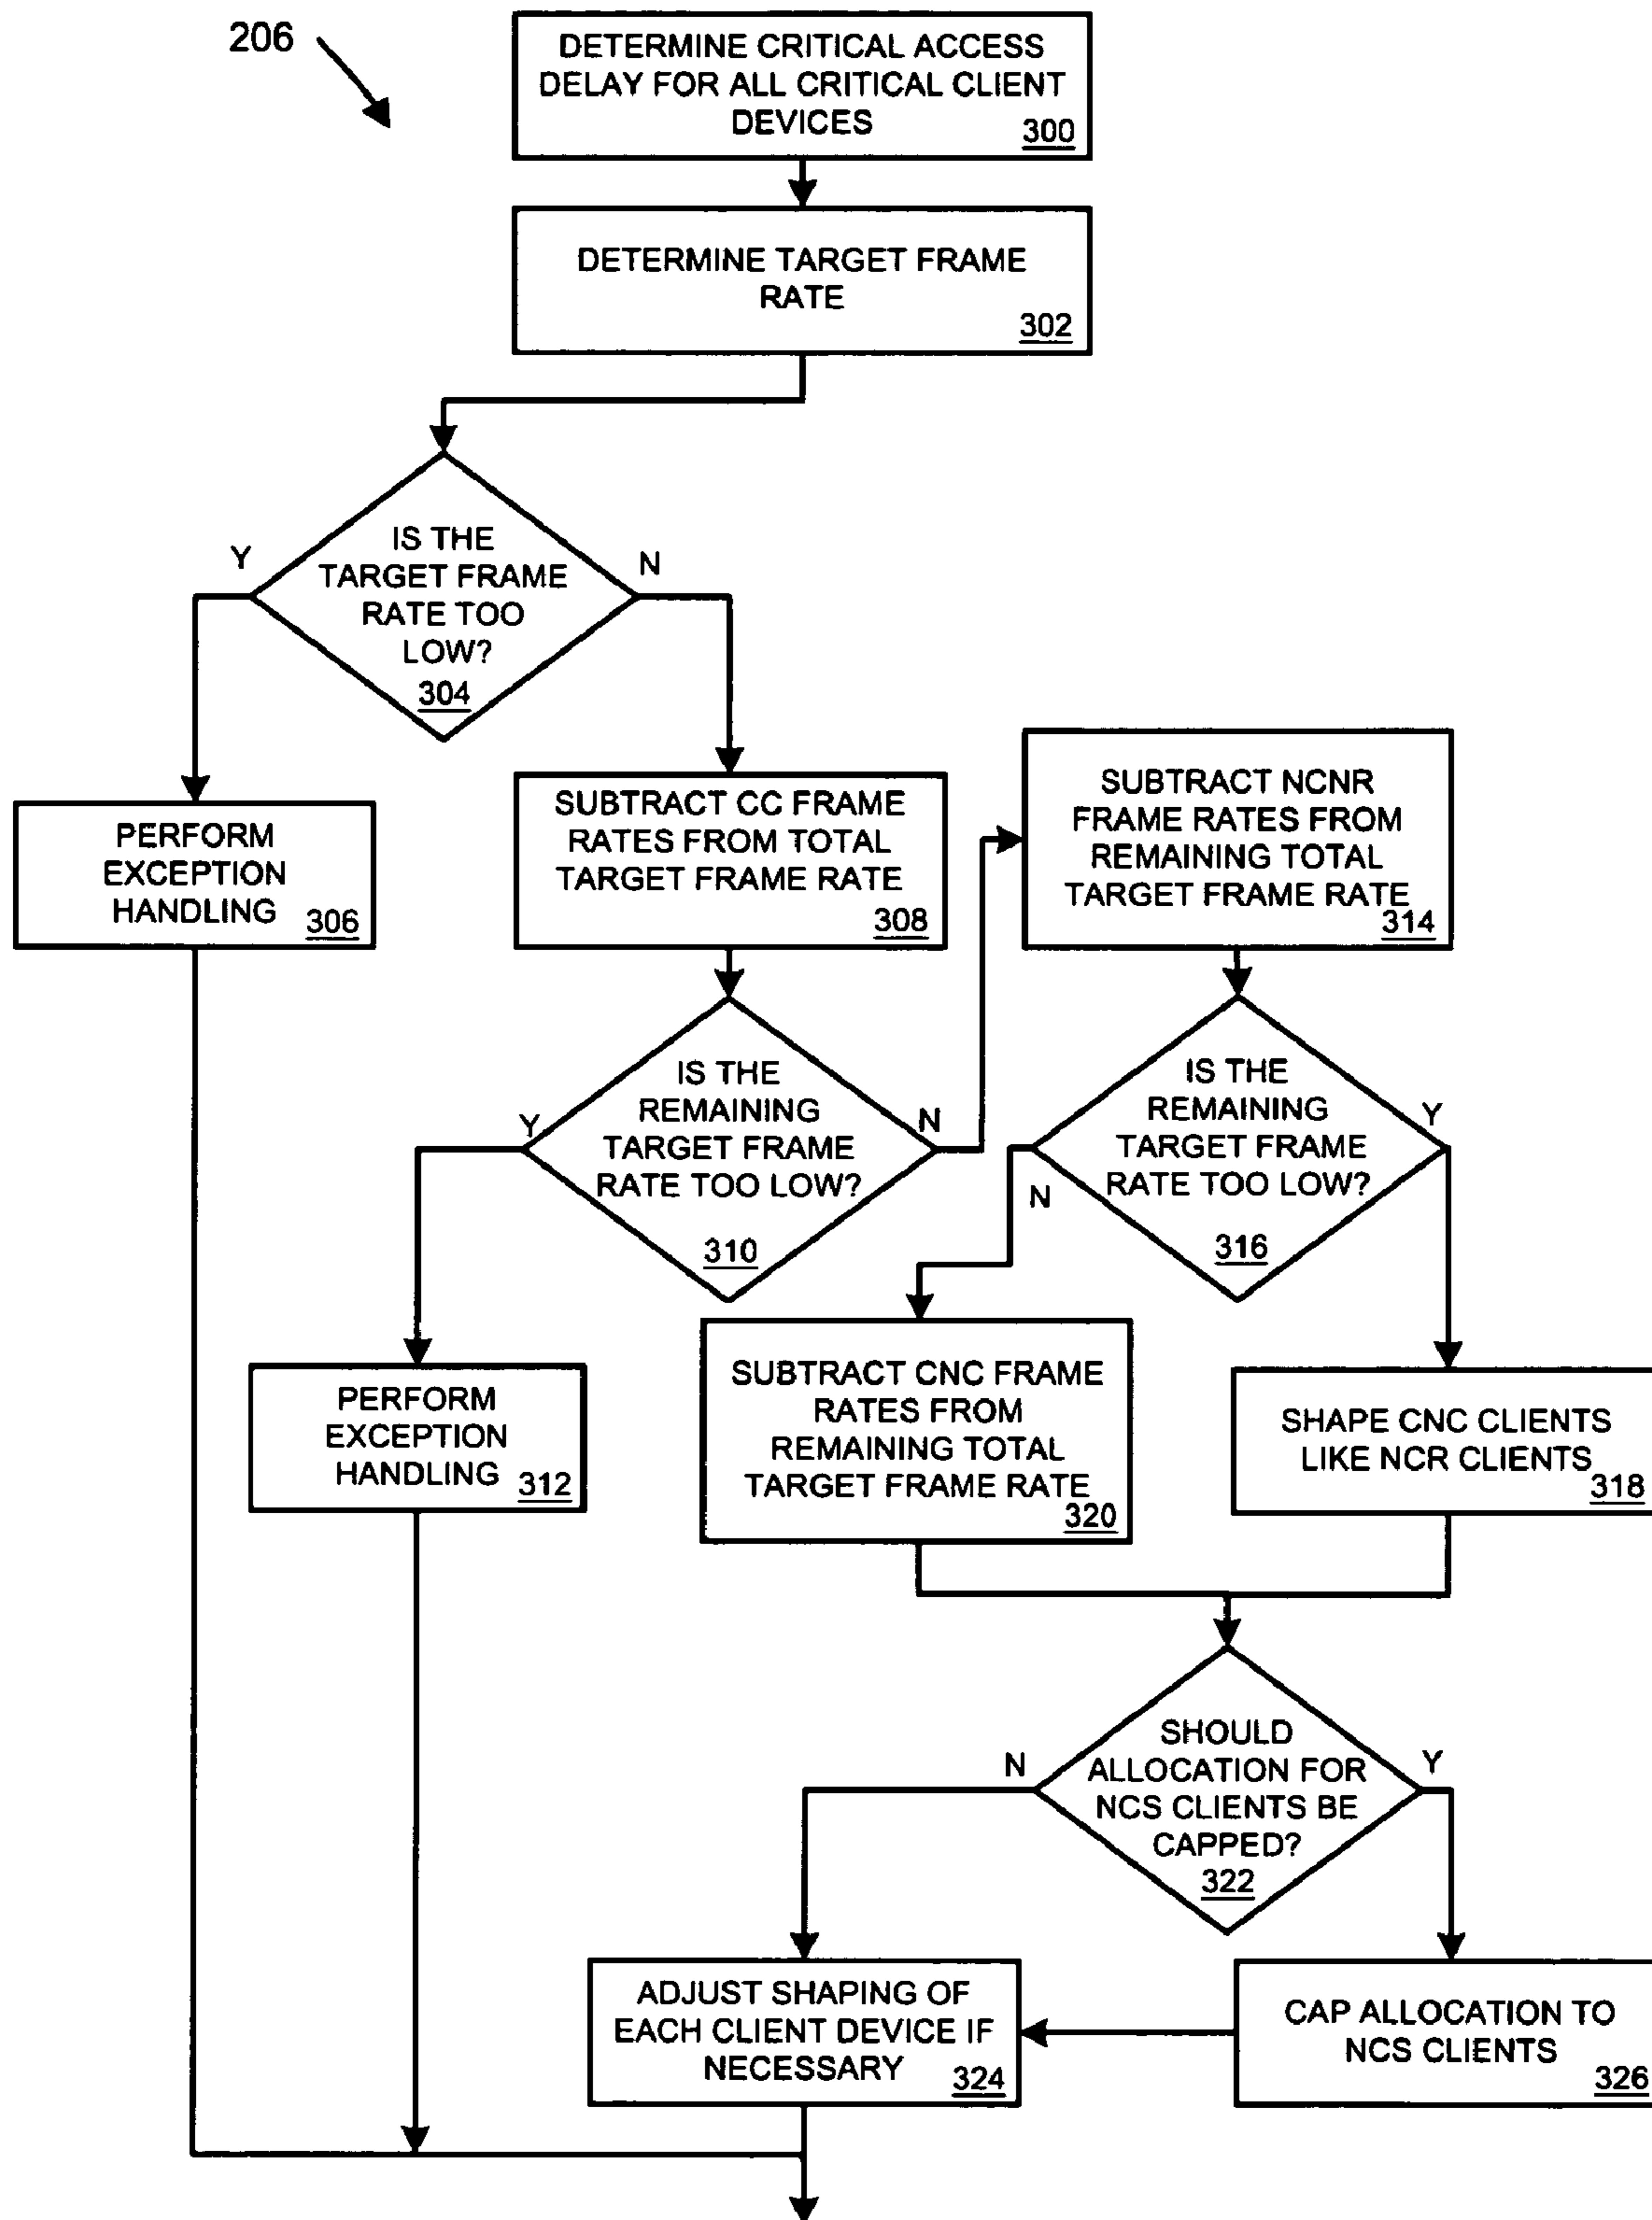 206
DETERMINE CRITICAL ACCESS
DELAY FOR ALL CRITICAL CLIENT
DEVICES
300
DETERMINE TARGET FRAME
RATE
302
IS THE
TARGET FRAME
RATE TOO
LOW?
304
Y
N
PERFORM
EXCEPTION
HANDLING
306
SUBTRACT CC FRAME
RATES FROM TOTAL
TARGET FRAME RATE
308
SUBTRACT NCNR
FRAME RATES FROM
REMAINING TOTAL
TARGET FRAME RATE
314
IS THE
REMAINING
TARGET FRAME
RATE TOO LOW?
310
Y
N
IS THE
REMAINING
TARGET FRAME
RATE TOO LOW?
316
Y
N
PERFORM
EXCEPTION
HANDLING
312
SUBTRACT CNC FRAME
RATES FROM
REMAINING TOTAL
TARGET FRAME RATE
320
SHAPE CNC CLIENTS
LIKE NCR CLIENTS
318
SHOULD
ALLOCATION FOR
NCS CLIENTS BE
CAPPED?
322
N
Y
ADJUST SHAPING OF
EACH CLIENT DEVICE IF
NECESSARY
324
CAP ALLOCATION TO
NCS CLIENTS
326